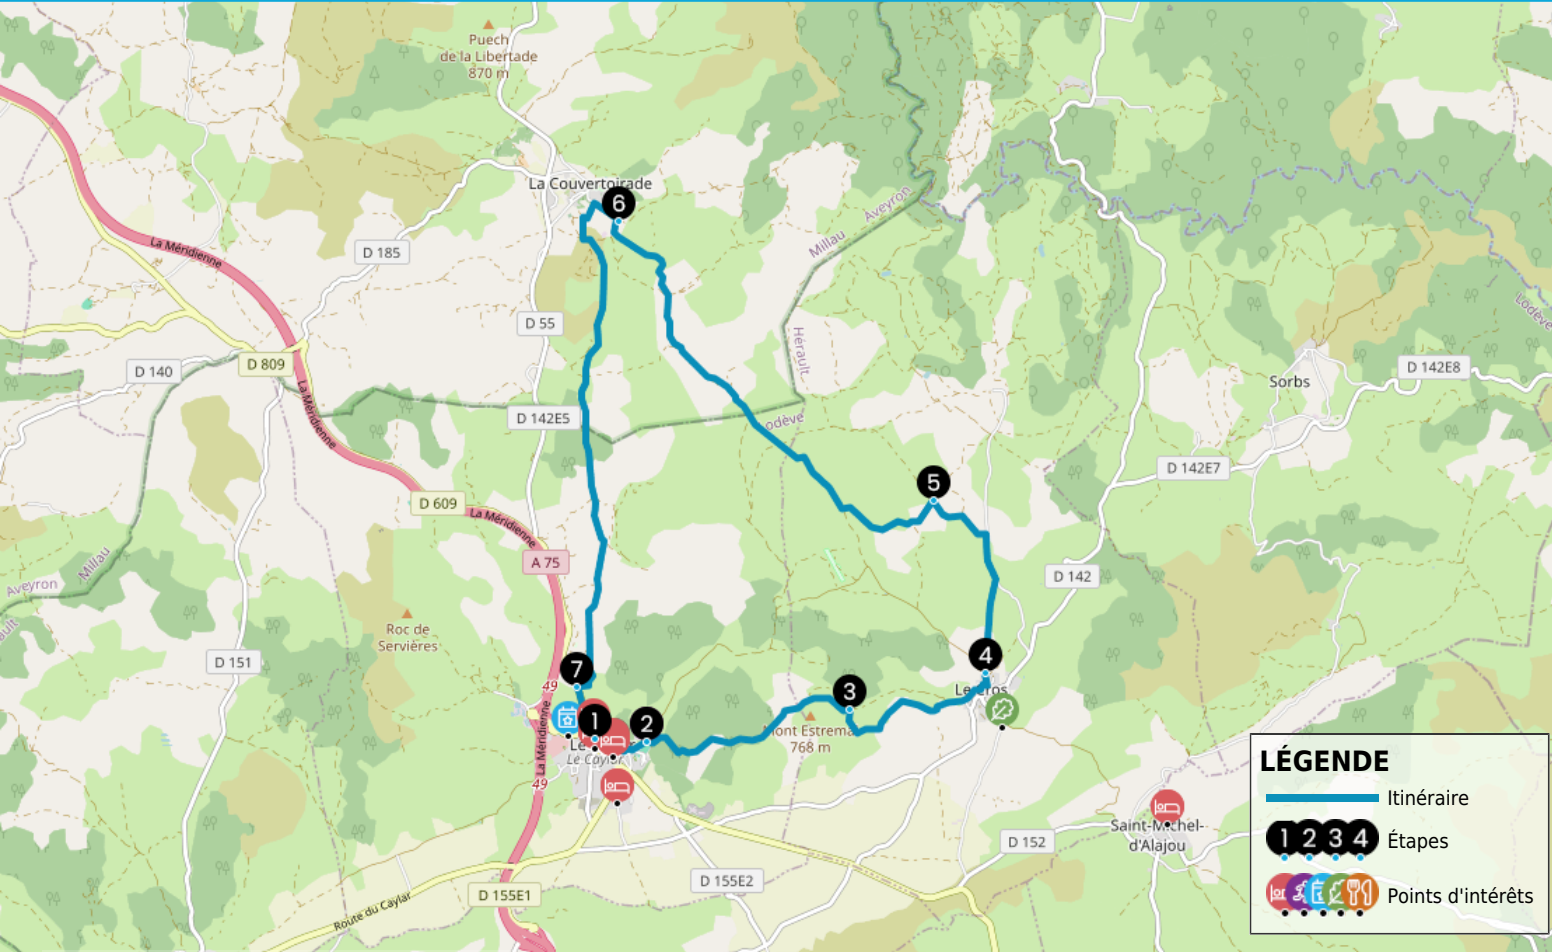 Puech
de la Libertade
870 m
La Couvertoirade
6
La Méridienne
D 185
Aveyron
Millau
D 55
Hérault
Lodève
D 140
D 809
D 142E8
Sorbs
La Méridienne
D 142E5
odève
D 142E7
5
D 609
La Méridienne
Millau
Aveyron
A 75
D 142
Roc de
Servières
D 151
4
7
49
3
Le Cros
1
2
La Méridienne
Mont Estrema
768 m
Le
Le Caylar
49
Saint-Michel-
d'Alajou
D 152
D 155E2
D 155E1
Route du Caylar
LÉGENDE
Itinéraire
1 2 3 4
Étapes
Points d'intérêts